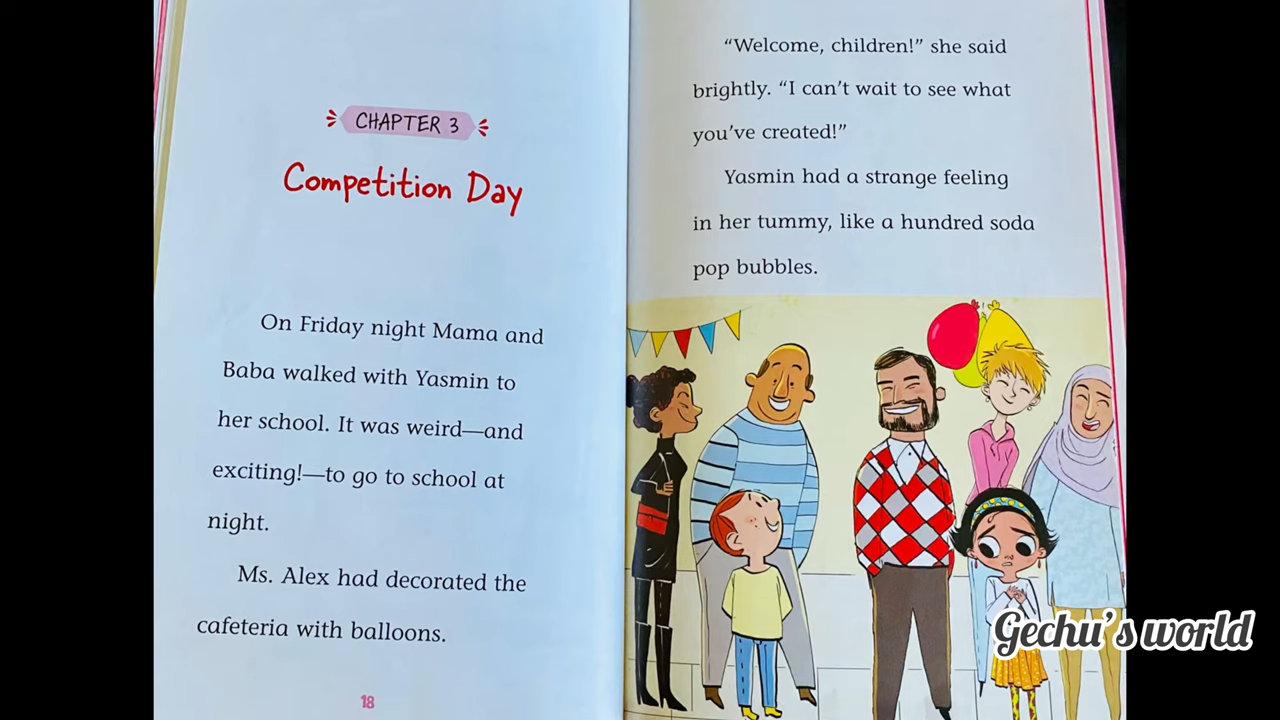 CHAPTER 3
Competition Day
On Friday night Mama and
Baba walked with Yasmin to
her school. It was weird—and
exciting!—to go to school at
night.
Ms. Alex had decorated the
cafeteria with balloons.
18
“Welcome, children!” she said
brightly. “I can’t wait to see what
you’ve created!”
Yasmin had a strange feeling
in her tummy, like a hundred soda
pop bubbles.
Gechu’s world